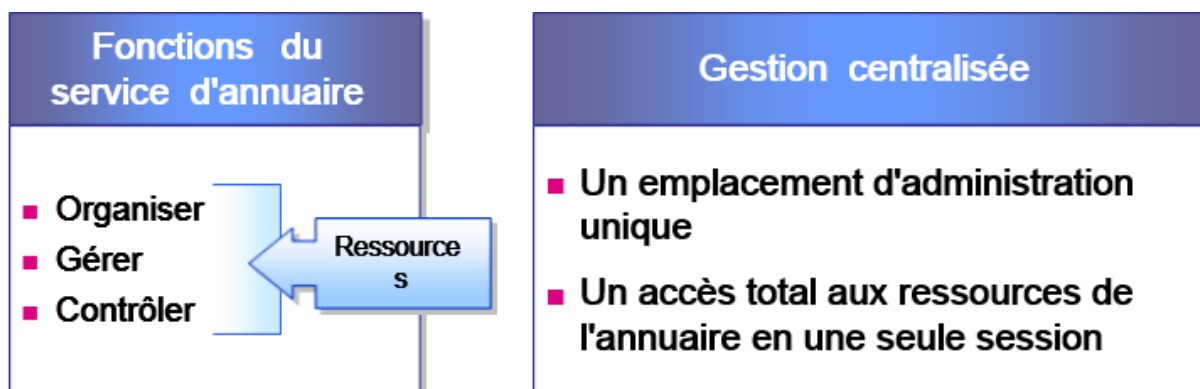 Fonctions du
service d'annuaire
Organiser
Gérer
Contrôler
Ressource
s
Gestion centralisée
Un emplacement d'administration
unique
Un accès total aux ressources de
l'annuaire en une seule session